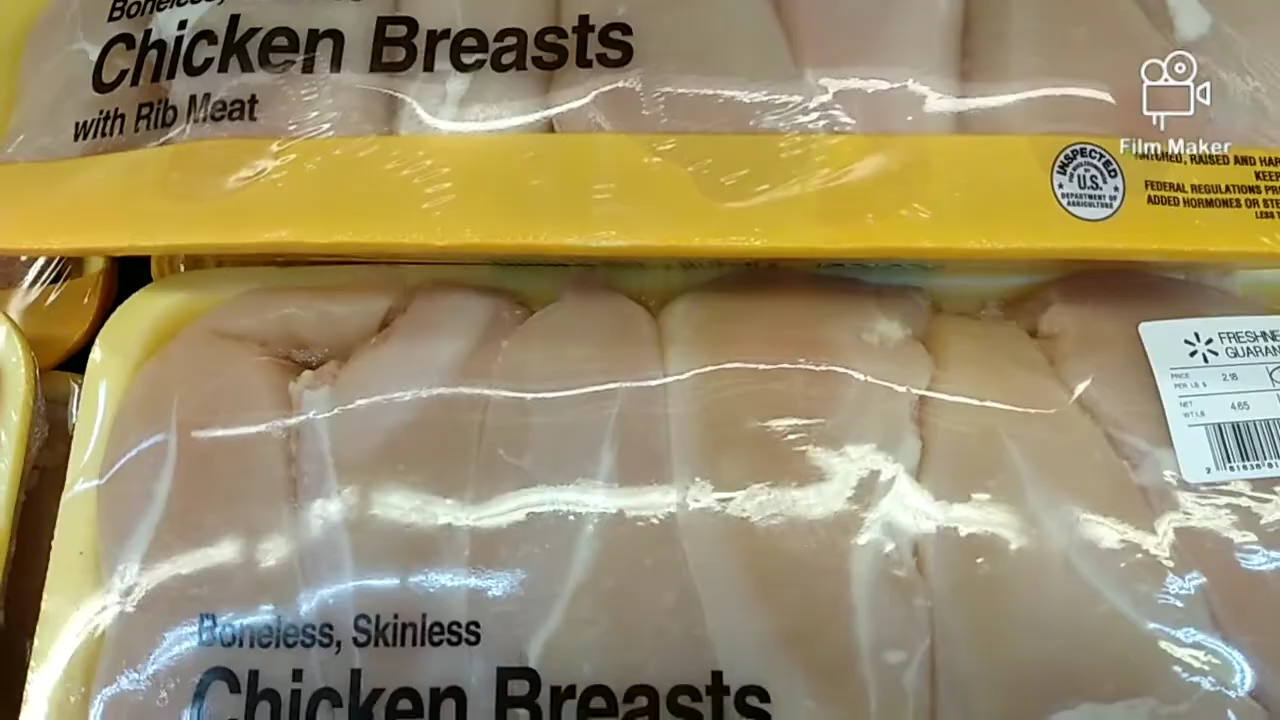 Boneless,
Chicken Breasts
with Rib Meat
Film Maker
INSPECTED
U.S.
DEPARTMENT OF
AGRICULTURE
HATCHED, RAISED AND HAR
KEEP
FEDERAL REGULATIONS PR
ADDED HORMONES OR STE
LESS T
FRESHNE
GUARAN
PRICE
PER LB $ 2.18
NET
WT LB 4.65
Boneless, Skinless
Chicken Breasts